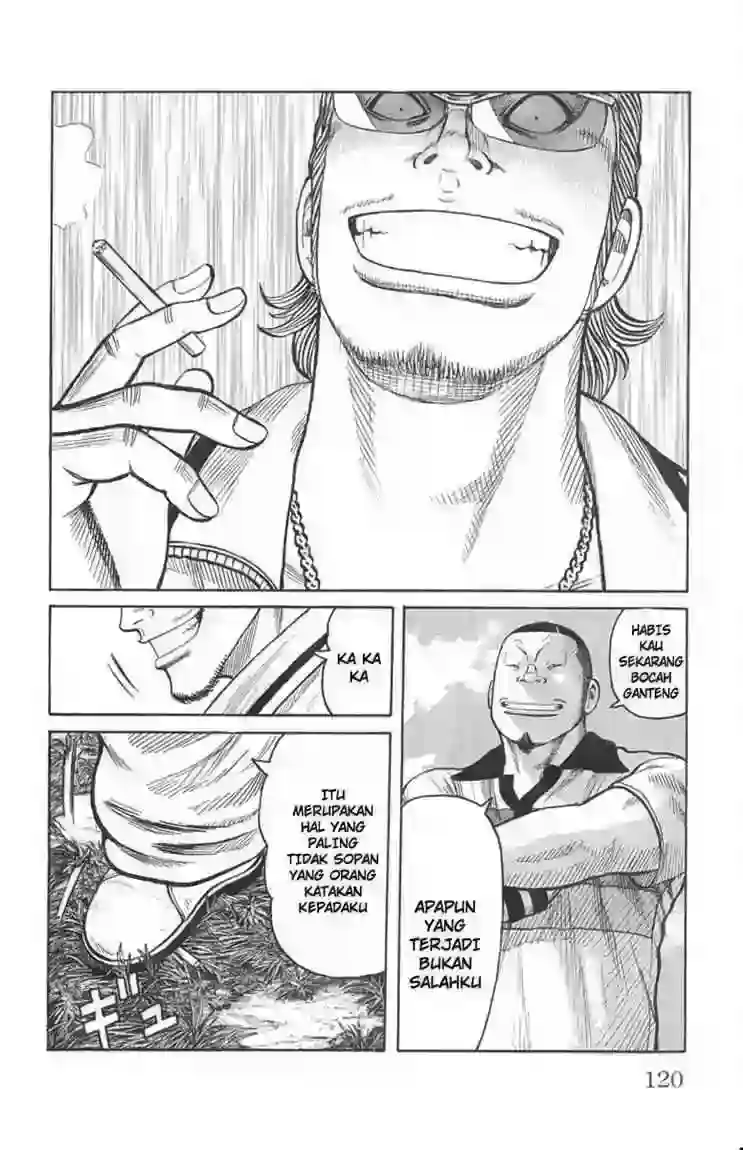 HABIS
KAU
SEKARANG
BOCAH
GANTENG
APAPUN
YANG
TERJADI
BUKAN
SALAHKU
KA KA
KA
ITU
MERUPAKAN
HAL YANG
PALING
TIDAK SOPAN
YANG ORANG
KATAKAN
KEPADAKU
ギュ
120